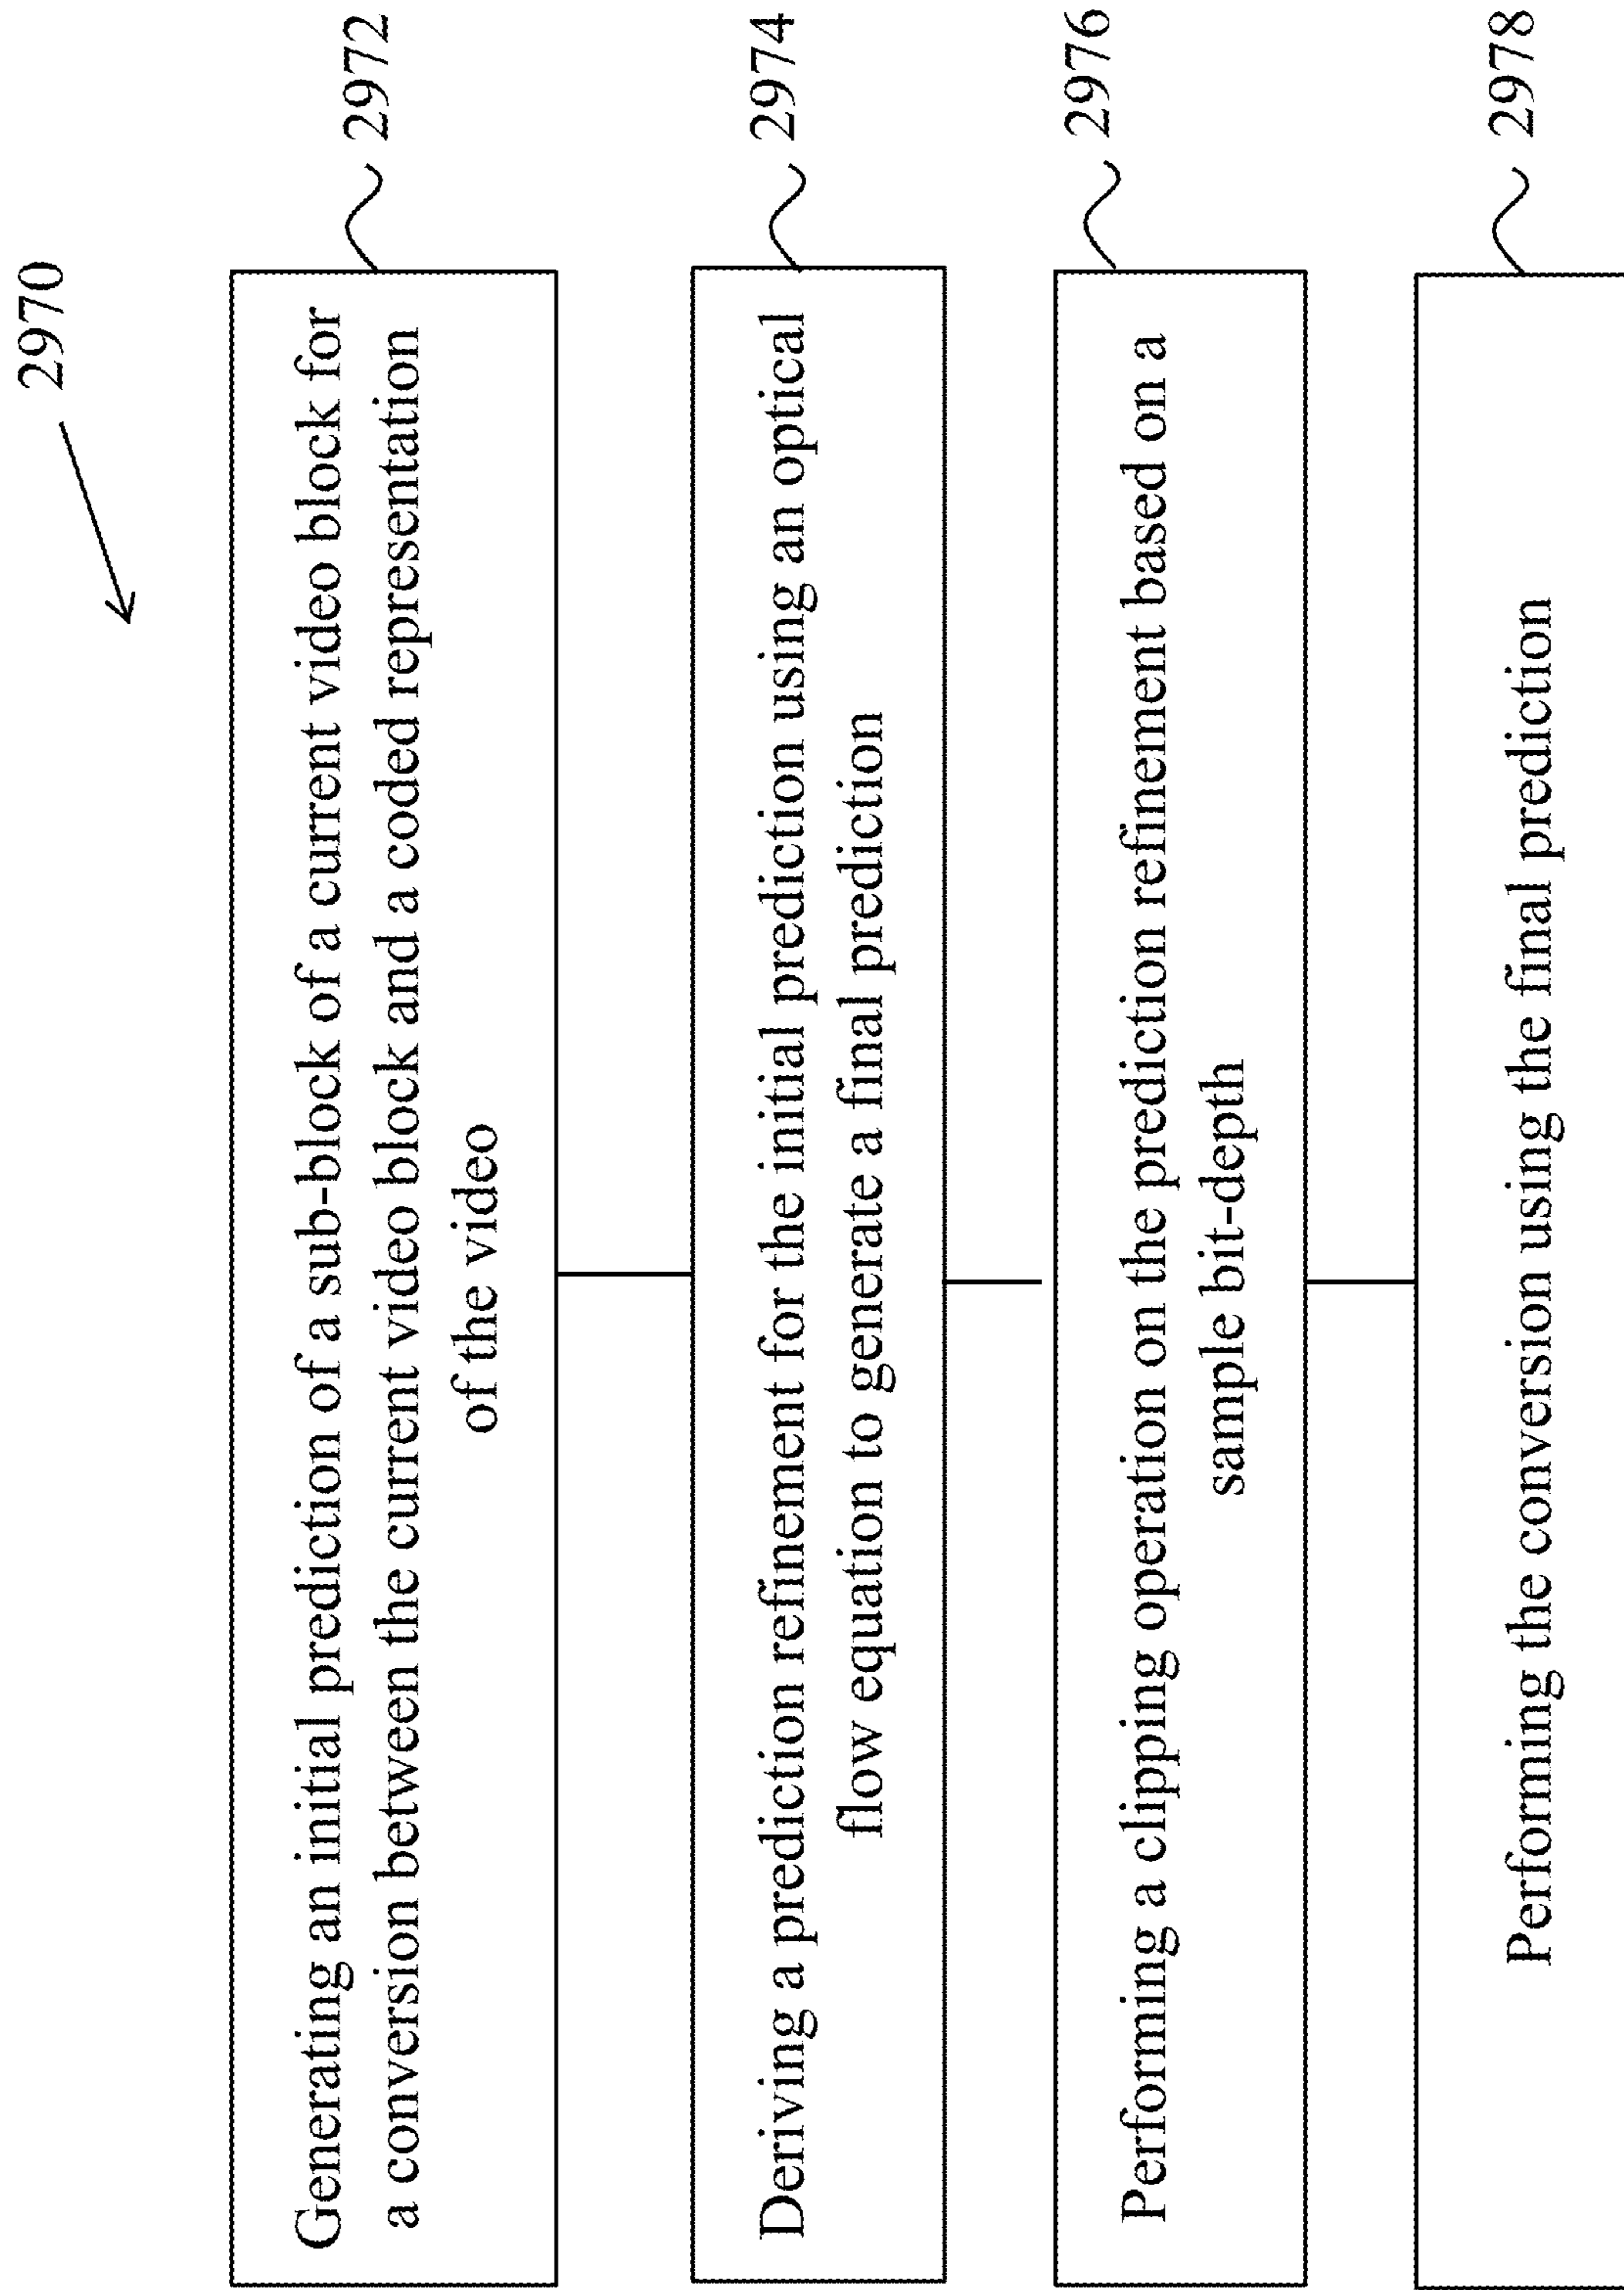 2970
Generating an initial prediction of a sub-block of a current video block for
a conversion between the current video block and a coded representation
of the video
2972
Deriving a prediction refinement for the initial prediction using an optical
flow equation to generate a final prediction
2974
Performing a clipping operation on the prediction refinement based on a
sample bit-depth
2976
Performing the conversion using the final prediction
2978